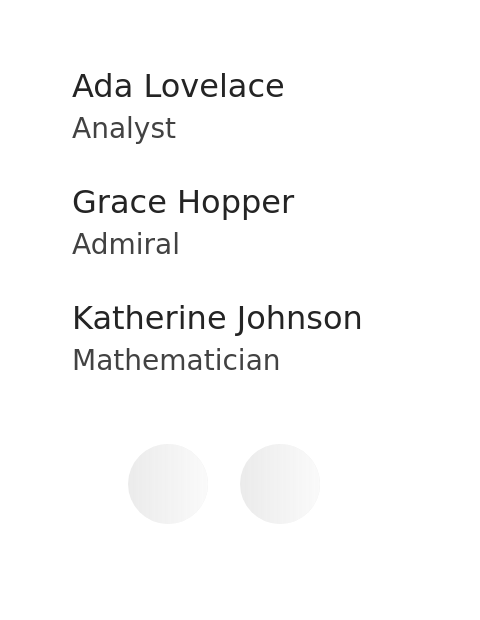 Ada Lovelace
Analyst
Grace Hopper
Admiral
Katherine Johnson
Mathematician